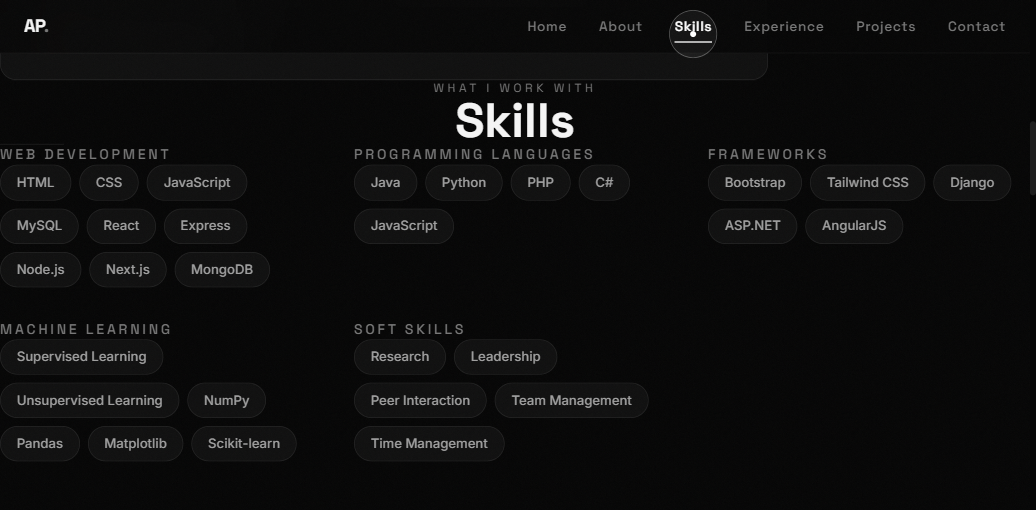 AP.
Home About Skills Experience Projects Contact
WHAT I WORK WITH
Skills
WEB DEVELOPMENT
HTML CSS JavaScript
MySQL React Express
Node.js Next.js MongoDB
PROGRAMMING LANGUAGES
Java Python PHP C#
JavaScript
FRAMEWORKS
Bootstrap Tailwind CSS Django
ASP.NET AngularJS
MACHINE LEARNING
Supervised Learning
Unsupervised Learning NumPy
Pandas Matplotlib Scikit-learn
SOFT SKILLS
Research Leadership
Peer Interaction Team Management
Time Management